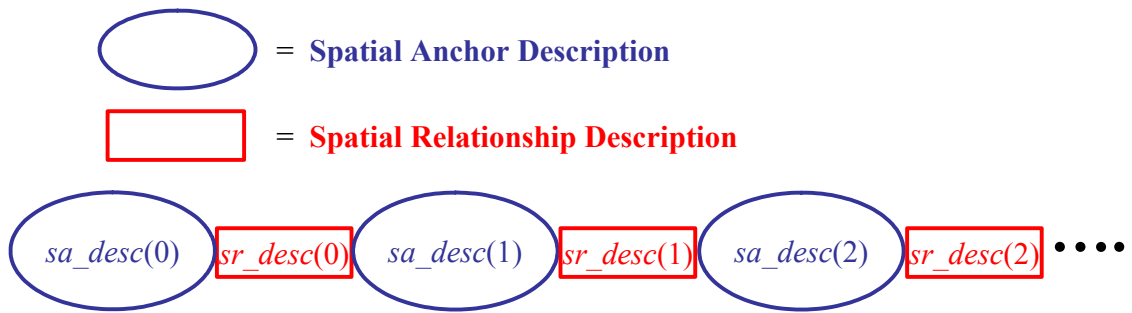 = Spatial Anchor Description
= Spatial Relationship Description
sa_desc(0) sr_desc(0) sa_desc(1) sr_desc(1) sa_desc(2) sr_desc(2) ••••